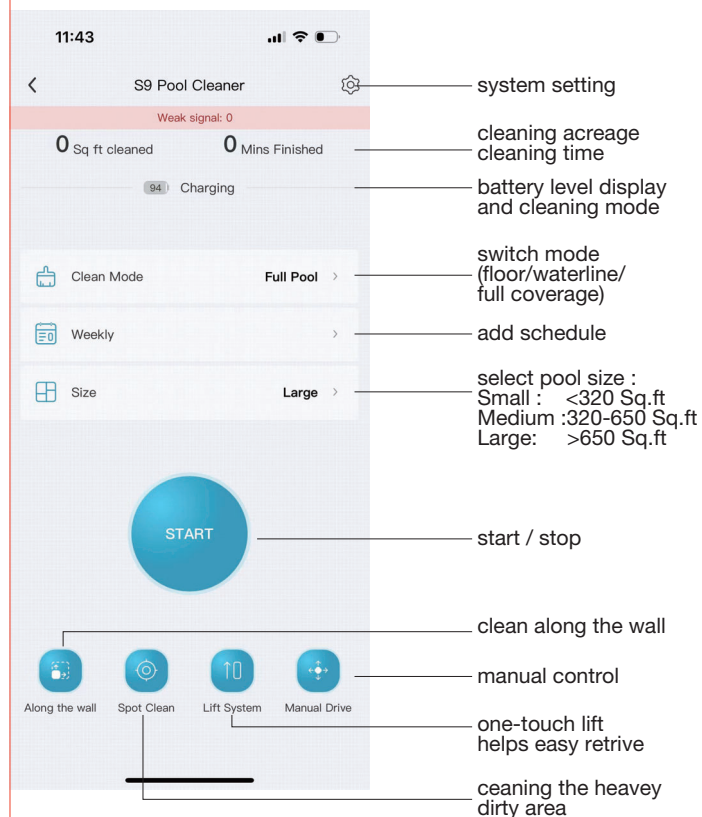 11:43
S9 Pool Cleaner
system setting
Weak signal: 0
0 Sq ft cleaned
0 Mins Finished
cleaning acreage
cleaning time
94
Charging
battery level display
and cleaning mode
Clean Mode
Full Pool
switch mode
(floor/waterline/
full coverage)
Weekly
add schedule
Size
Large
select pool size :
Small : <320 Sq.ft
Medium :320-650 Sq.ft
Large: >650 Sq.ft
START
start / stop
clean along the wall
manual control
Along the wall
Spot Clean
Lift System
Manual Drive
one-touch lift
helps easy retrive
ceaning the heavey
dirty area